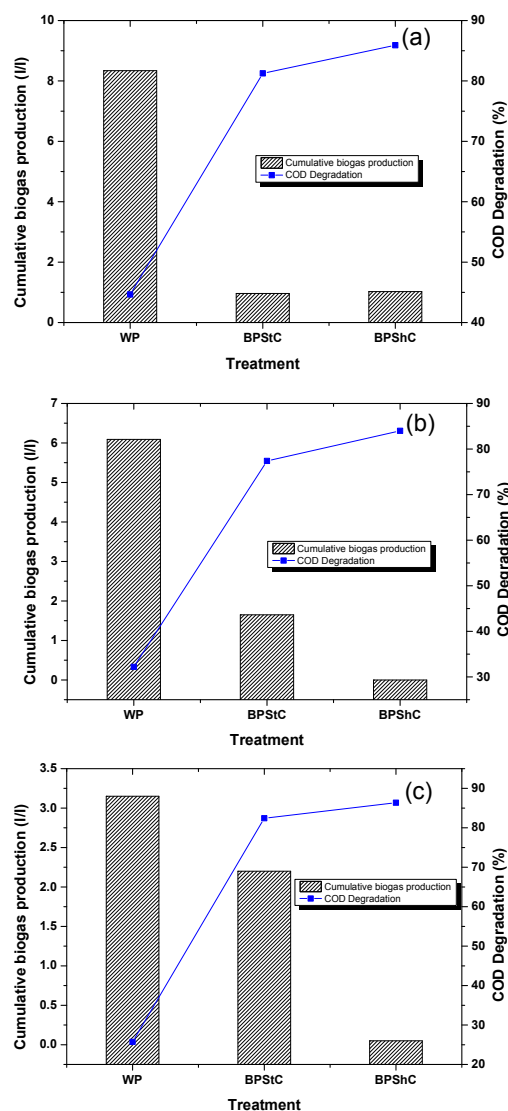 (a)
Cumulative biogas production (l/l)
10
8
6
4
2
0
COD Degradation (%)
90
80
70
60
50
40
Cumulative biogas production
COD Degradation
WP BPStC BPShC
Treatment
(b)
Cumulative biogas production (l/l)
7
6
5
4
3
2
1
0
COD Degradation (%)
90
80
70
60
50
40
30
Cumulative biogas production
COD Degradation
WP BPStC BPShC
Treatment
(c)
Cumulative biogas production (l/l)
3.5
3.0
2.5
2.0
1.5
1.0
0.5
0.0
COD Degradation (%)
90
80
70
60
50
40
30
20
Cumulative biogas production
COD Degradation
WP BPStC BPShC
Treatment